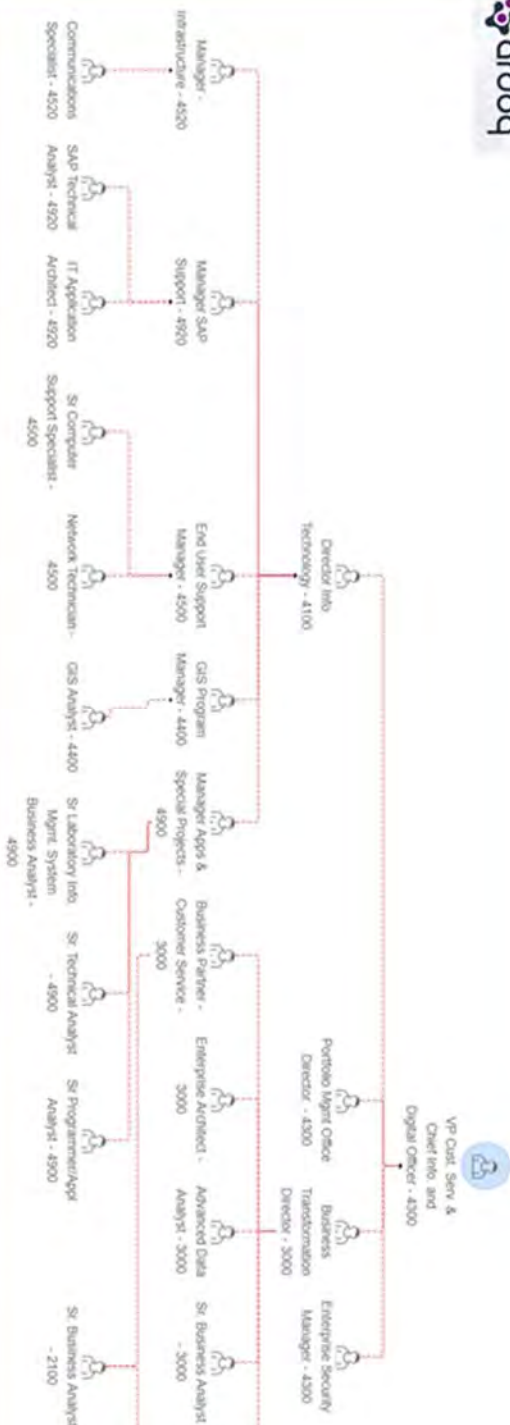 VP Cust. Serv. &
Chief Info. and
Digital Officer - 4300
Director Info
Technology - 4100
Portfolio Mgmt Office
Director - 4300
Business
Transformation
Director - 3000
Enterprise Security
Manager - 4300
Manager -
Infrastructure - 4520
Manager SAP
Support - 4920
End User Support
Manager - 4500
GIS Program
Manager - 4400
Manager Apps &
Special Projects -
4900
Business Partner -
Customer Service -
3000
Enterprise Architect -
3000
Advanced Data
Analyst - 3000
Sr. Business Analyst
- 3000
Communications
Specialist - 4520
SAP Technical
Analyst - 4920
IT Application
Architect - 4920
Sr Computer
Support Specialist -
4500
Network Technician -
4500
GIS Analyst - 4400
Sr Laboratory Info.
Mgmt. System
Business Analyst -
4900
Sr. Technical Analyst
- 4900
Sr Programmer/Appl
Analyst - 4900
Sr. Business Analyst
- 2100